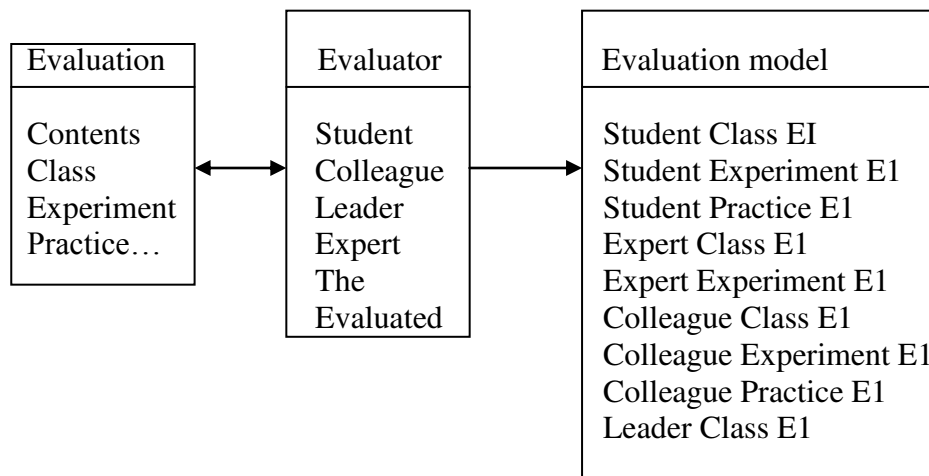 Evaluation
Contents
Class
Experiment
Practice…
Evaluator
Student
Colleague
Leader
Expert
The
Evaluated
Evaluation model
Student Class EI
Student Experiment E1
Student Practice E1
Expert Class E1
Expert Experiment E1
Colleague Class E1
Colleague Experiment E1
Colleague Practice E1
Leader Class E1